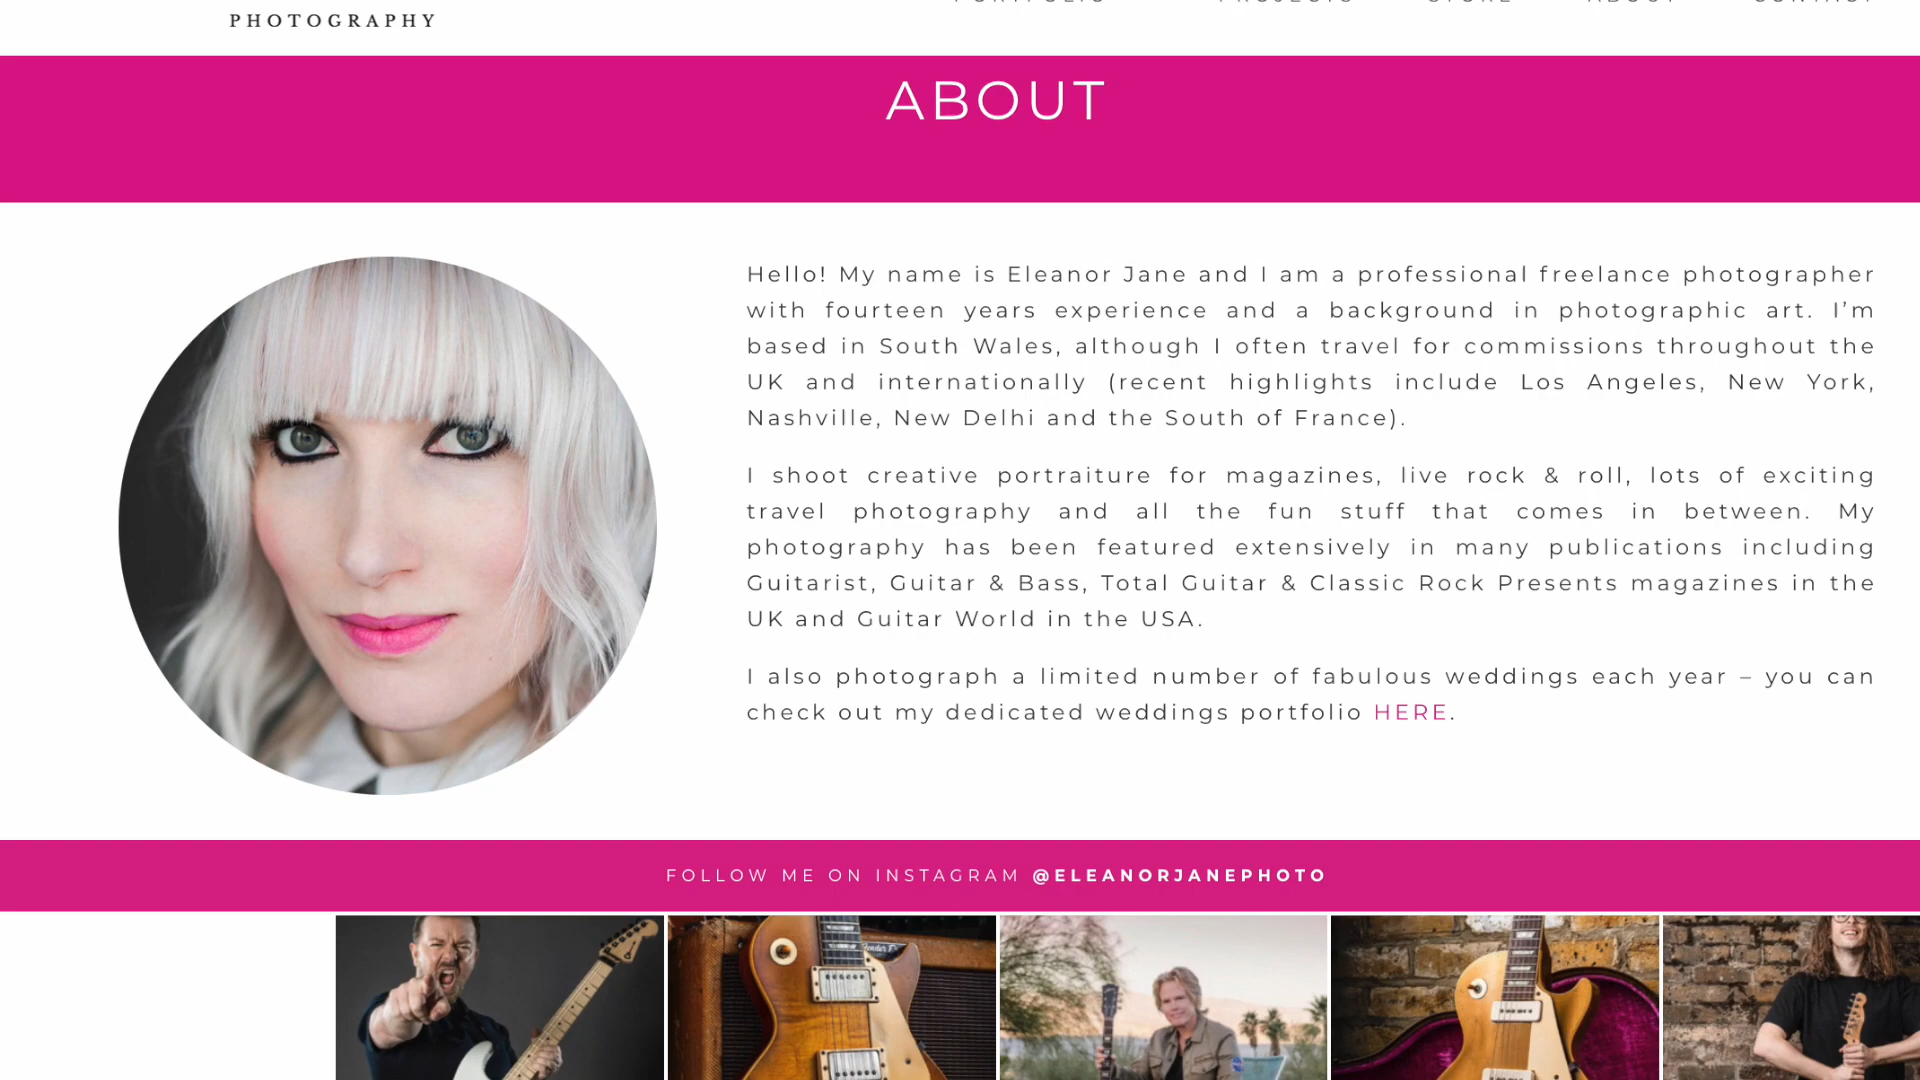 PHOTOGRAPHY
PORTFOLIO PROJECTS STORE ABOUT CONTACT
ABOUT
Hello! My name is Eleanor Jane and I am a professional freelance photographer
with fourteen years experience and a background in photographic art. I’m
based in South Wales, although I often travel for commissions throughout the
UK and internationally (recent highlights include Los Angeles, New York,
Nashville, New Delhi and the South of France).
I shoot creative portraiture for magazines, live rock & roll, lots of exciting
travel photography and all the fun stuff that comes in between. My
photography has been featured extensively in many publications including
Guitarist, Guitar & Bass, Total Guitar & Classic Rock Presents magazines in the
UK and Guitar World in the USA.
I also photograph a limited number of fabulous weddings each year – you can
check out my dedicated weddings portfolio HERE.
FOLLOW ME ON INSTAGRAM @ELEANORJANEPHOTO